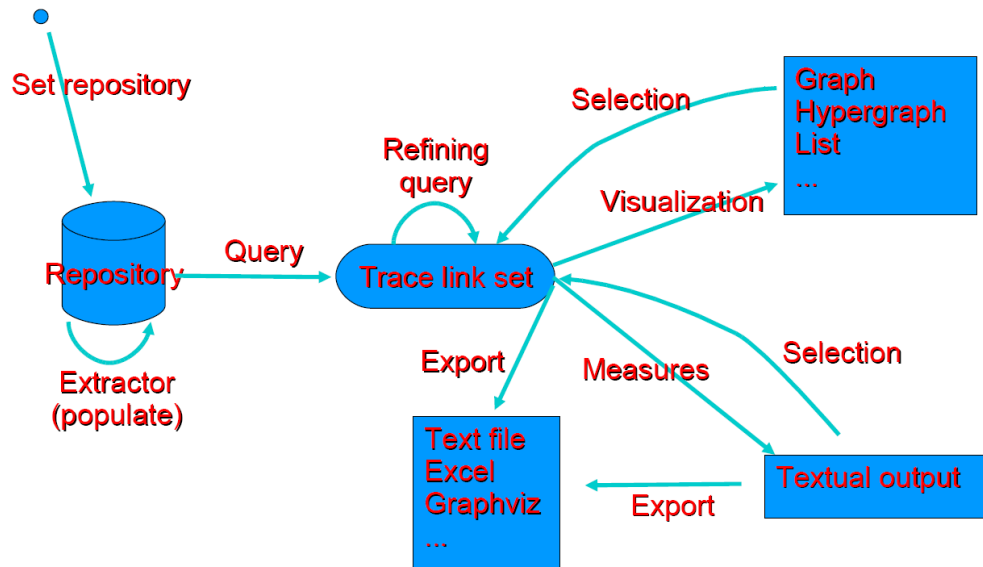 Set repository
Selection
Graph
Hypergraph
List
...
Refining
query
Visualization
Query
Repository
Trace link set
Extractor
(populate)
Export
Measures
Selection
Text file
Excel
Graphviz
...
Textual output
Export